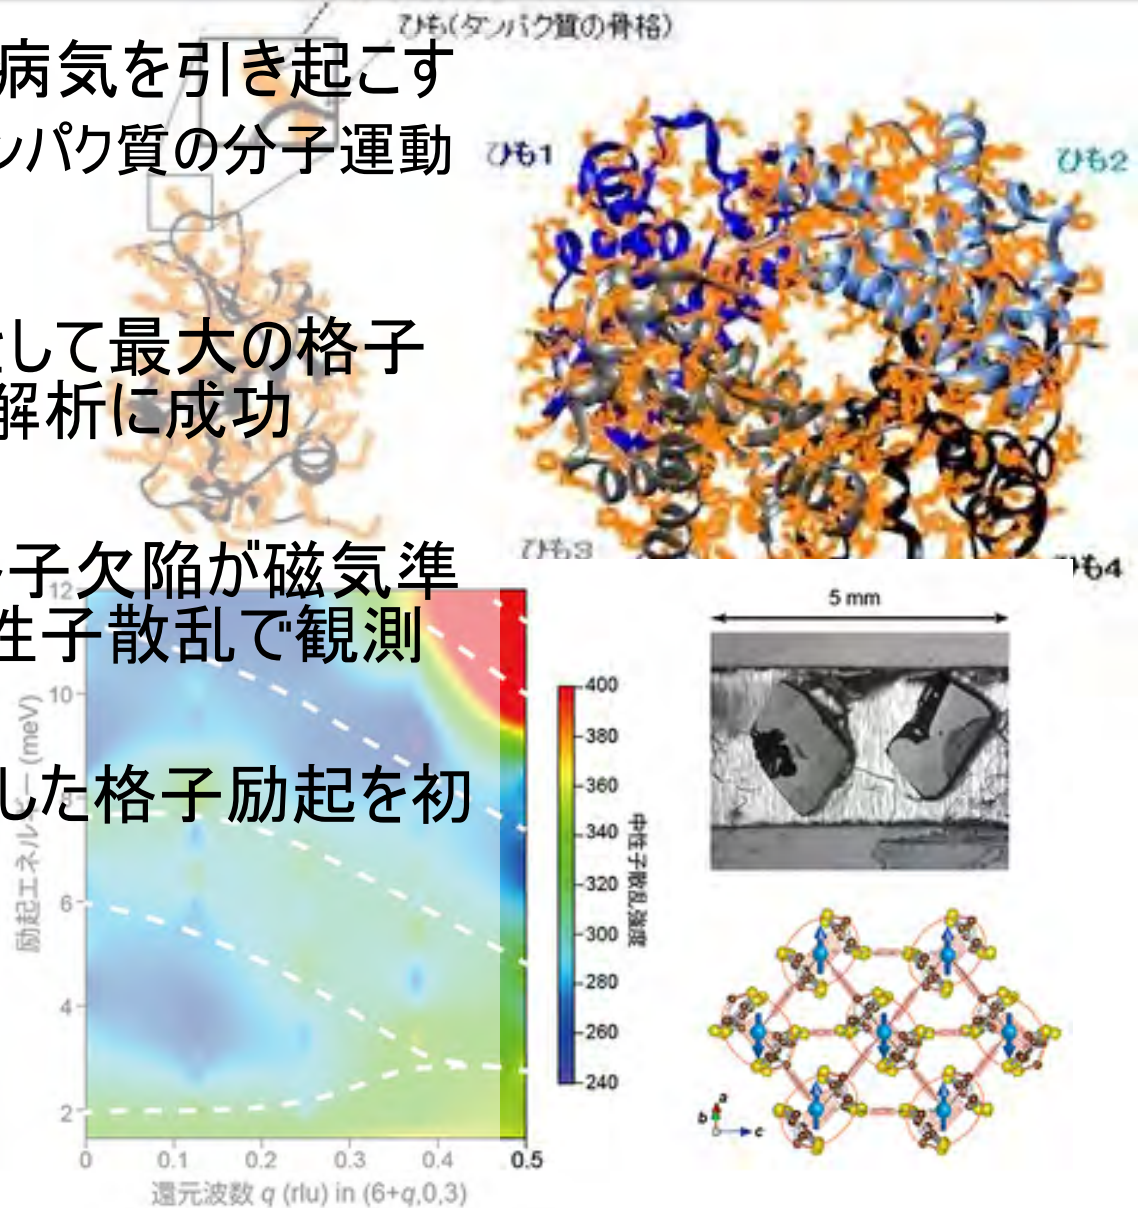 ひも(タンパク質の骨格)
病気を引き起こす
ンパク質の分子運動
ひも1
ひも2
して最大の格子
解析に成功
ひも3
ひも4
子欠陥が磁気準
性子散乱で観測
した格子励起を初
12
10
6
4
2
励起エネルギー (meV)
0 0.1 0.2 0.3 0.4 0.5
還元波数 q (rlu) in (6+q,0,3)
400
380
360
340
320
300
280
260
240
中性子散乱強度
5 mm
a
b
c